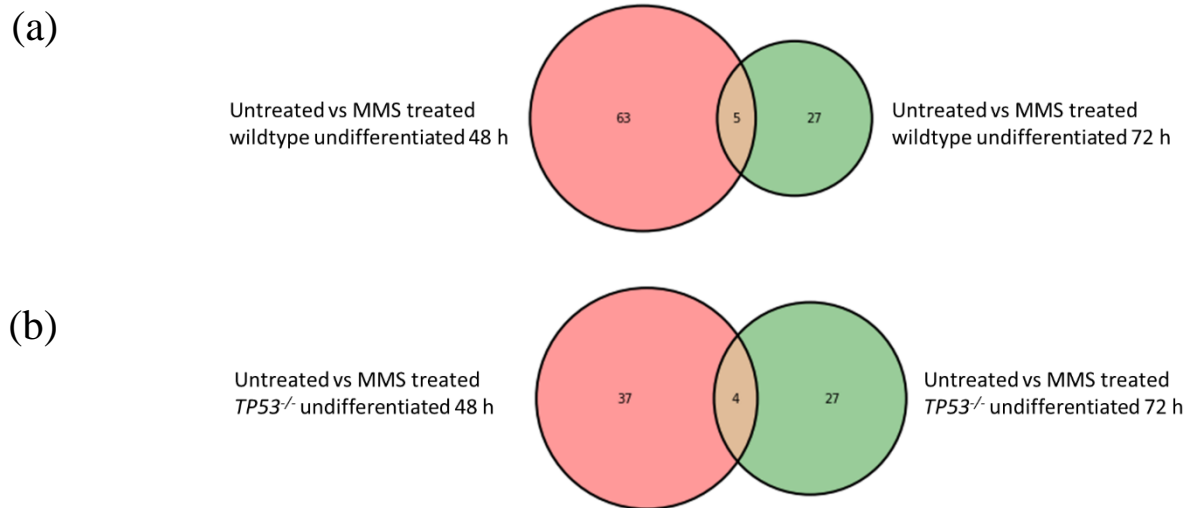 (a)
Untreated vs MMS treated
wildtype undifferentiated 48 h
63
5
27
Untreated vs MMS treated
wildtype undifferentiated 72 h
(b)
Untreated vs MMS treated
TP53-/- undifferentiated 48 h
37
4
27
Untreated vs MMS treated
TP53-/- undifferentiated 72 h